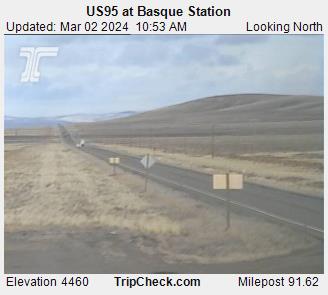 US95 at Basque Station
Updated: Mar 02 2024 10:53 AM Looking North
Elevation 4460 TripCheck.com Milepost 91.62